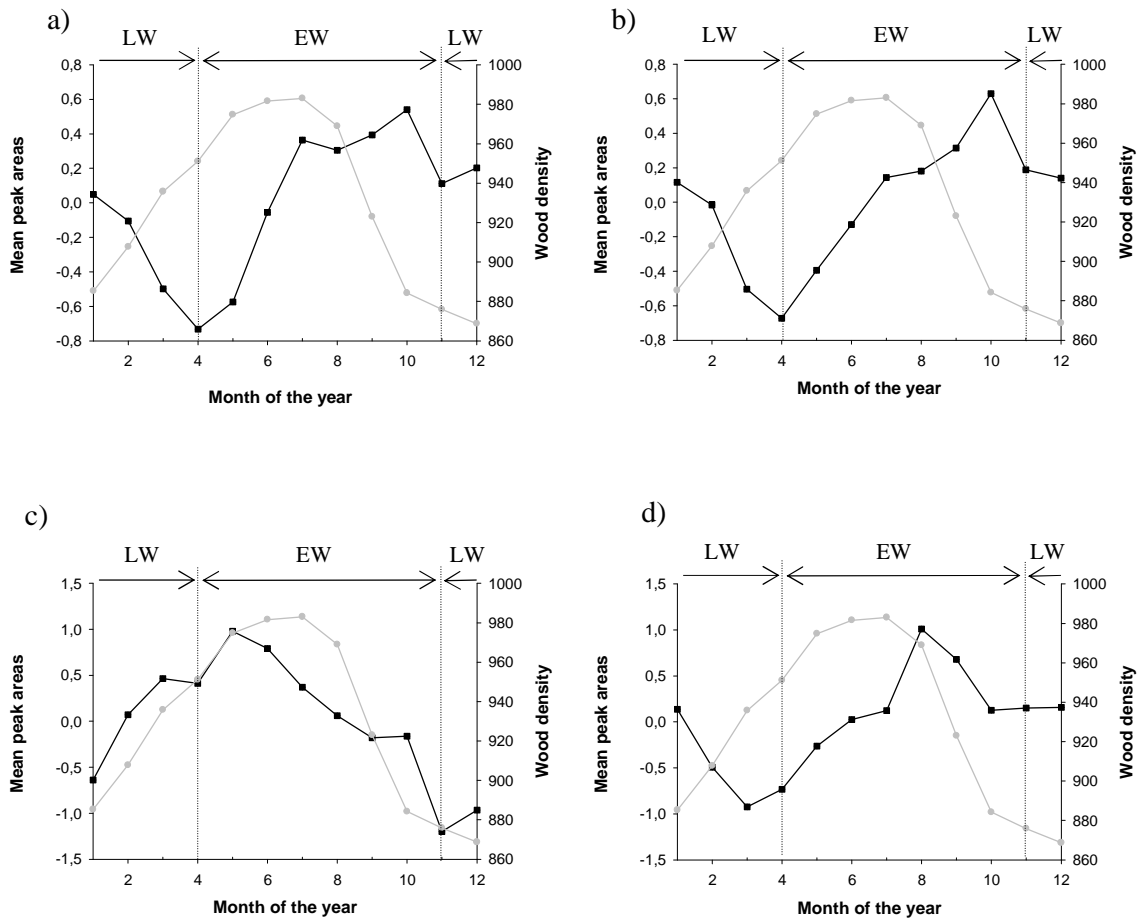 a)
LW EW LW
0,8 1000
0,6 980
0,4 960
0,2 940
0,0 920
-0,2 900
-0,4 880
-0,6 860
-0,8
2 4 6 8 10 12
Mean peak areas
Wood density
Month of the year
b)
LW EW LW
0,8 1000
0,6 980
0,4 960
0,2 940
0,0 920
-0,2 900
-0,4 880
-0,6 860
-0,8
2 4 6 8 10 12
Mean peak areas
Wood density
Month of the year
c)
LW EW LW
1,5 1000
1,0 980
0,5 960
0,0 940
-0,5 920
-1,0 900
-1,5 880
860
2 4 6 8 10 12
Mean peak areas
Wood density
Month of the year
d)
LW EW LW
1,5 1000
1,0 980
0,5 960
0,0 940
-0,5 920
-1,0 900
-1,5 880
860
2 4 6 8 10 12
Mean peak areas
Wood density
Month of the year